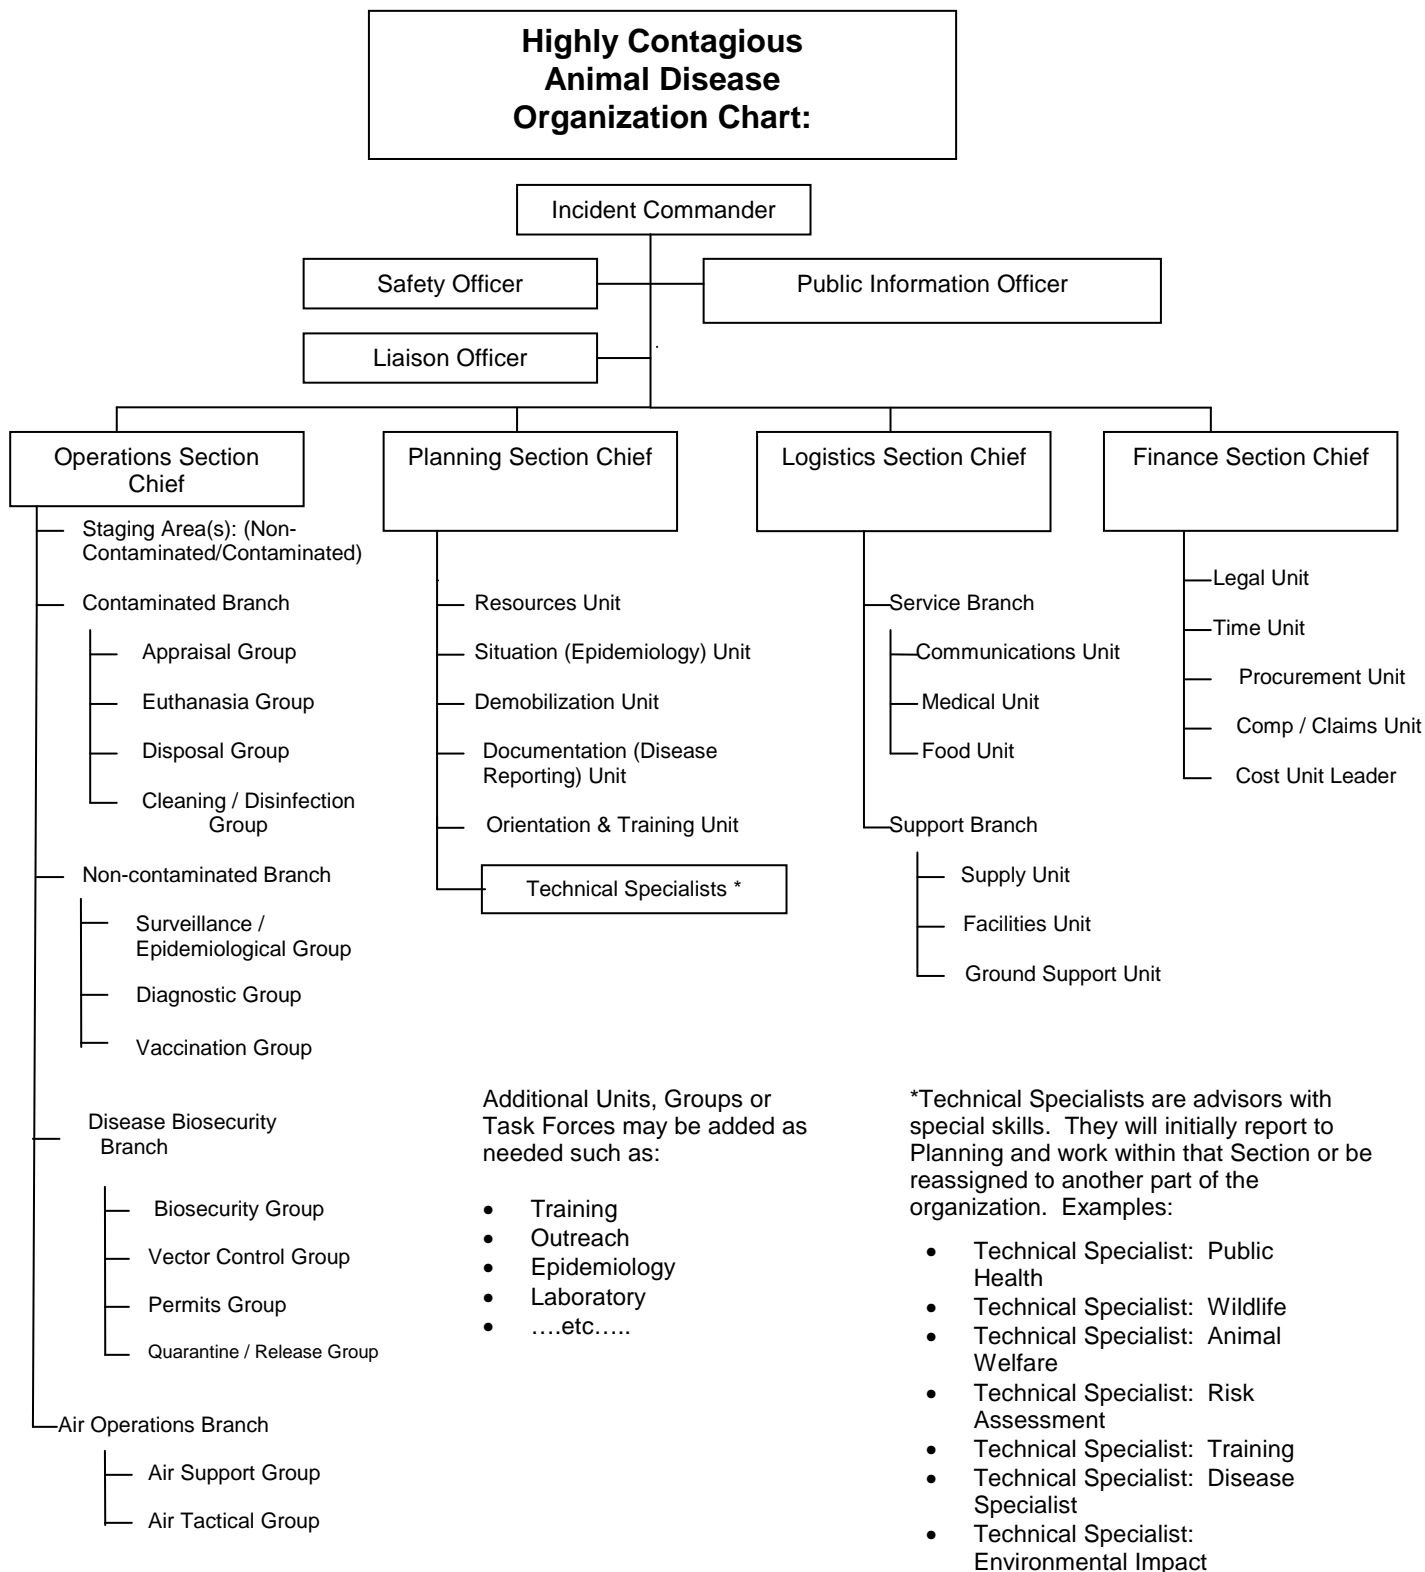 Highly Contagious
Animal Disease
Organization Chart:
Incident Commander
Safety Officer
Public Information Officer
Liaison Officer
Operations Section
Chief
Staging Area(s): (Non-
Contaminated/Contaminated)
Contaminated Branch
Appraisal Group
Euthanasia Group
Disposal Group
Cleaning / Disinfection
Group
Non-contaminated Branch
Surveillance /
Epidemiological Group
Diagnostic Group
Vaccination Group
Disease Biosecurity
Branch
Biosecurity Group
Vector Control Group
Permits Group
Quarantine / Release Group
Air Operations Branch
Air Support Group
Air Tactical Group
Planning Section Chief
Resources Unit
Situation (Epidemiology) Unit
Demobilization Unit
Documentation (Disease
Reporting) Unit
Orientation & Training Unit
Technical Specialists *
Logistics Section Chief
Service Branch
Communications Unit
Medical Unit
Food Unit
Support Branch
Supply Unit
Facilities Unit
Ground Support Unit
Finance Section Chief
Legal Unit
Time Unit
Procurement Unit
Comp / Claims Unit
Cost Unit Leader
Additional Units, Groups or
Task Forces may be added as
needed such as:
• Training
• Outreach
• Epidemiology
• Laboratory
• ….etc…..
*Technical Specialists are advisors with
special skills.  They will initially report to
Planning and work within that Section or be
reassigned to another part of the
organization.  Examples:
• Technical Specialist:  Public
Health
• Technical Specialist:  Wildlife
• Technical Specialist:  Animal
Welfare
• Technical Specialist:  Risk
Assessment
• Technical Specialist:  Training
• Technical Specialist:  Disease
Specialist
• Technical Specialist:
Environmental Impact